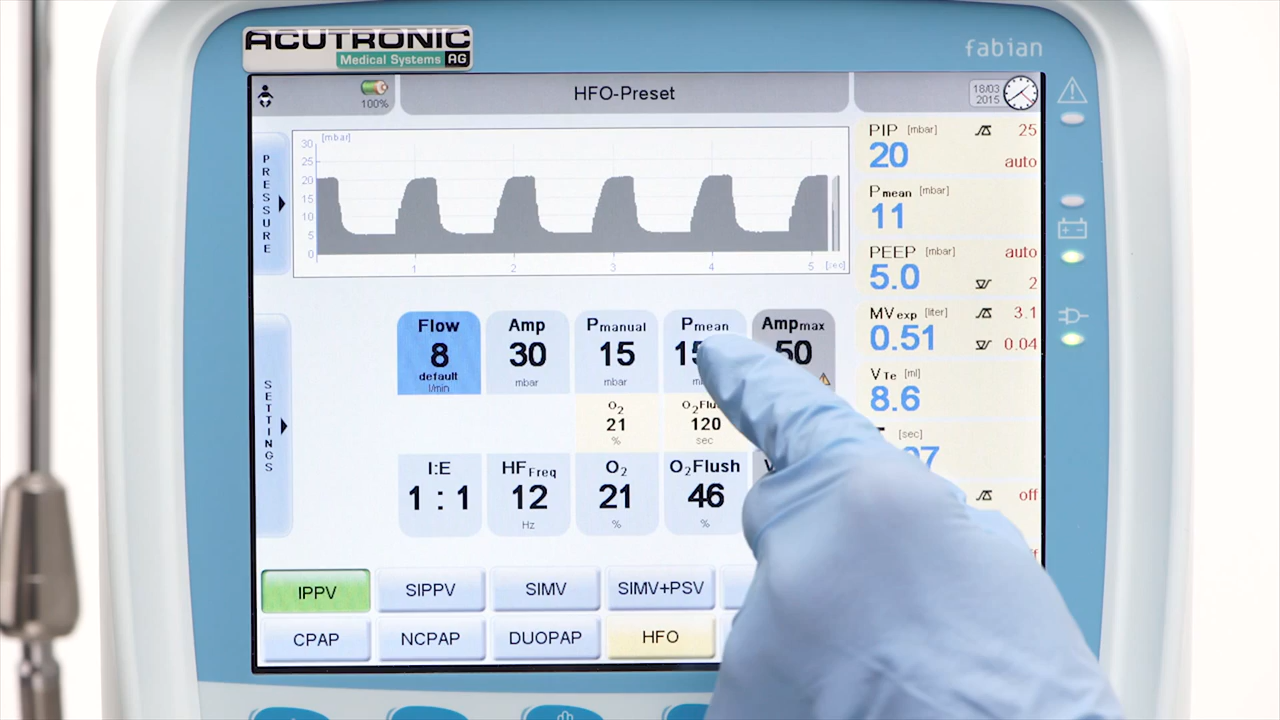 ACUTRONIC
Medical Systems AG
fabian
100%
HFO-Preset
18/03
2015
PRESSURE
[mbar]
30
25
20
15
10
5
0
1 2 3 4 5 [sec]
PIP [mbar] 25
20 auto
Pmean [mbar]
11
PEEP [mbar] auto
5.0 2
MVexp [liter] 3.1
0.51 0.04
VTe [ml]
8.6
[sec]
off
SETTINGS
Flow Amp Pmanual Pmean Ampmax
8 30 15 15 50
default
l/min mbar mbar
O2
21 120
% sec
I:E HFFreq O2 O2Flush
1 : 1 12 21 46
Hz % %
IPPV SIPPV SIMV SIMV+PSV
CPAP NCPAP DUOPAP HFO